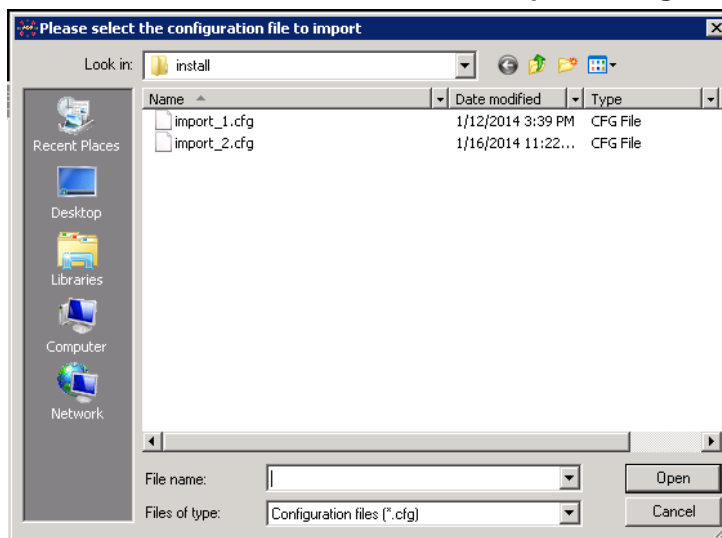 Please select the configuration file to import
Look in: install
Name Date modified Type
import_1.cfg 1/12/2014 3:39 PM CFG File
import_2.cfg 1/16/2014 11:22... CFG File
Recent Places
Desktop
Libraries
Computer
Network
File name: Open
Files of type: Configuration files (*.cfg) Cancel